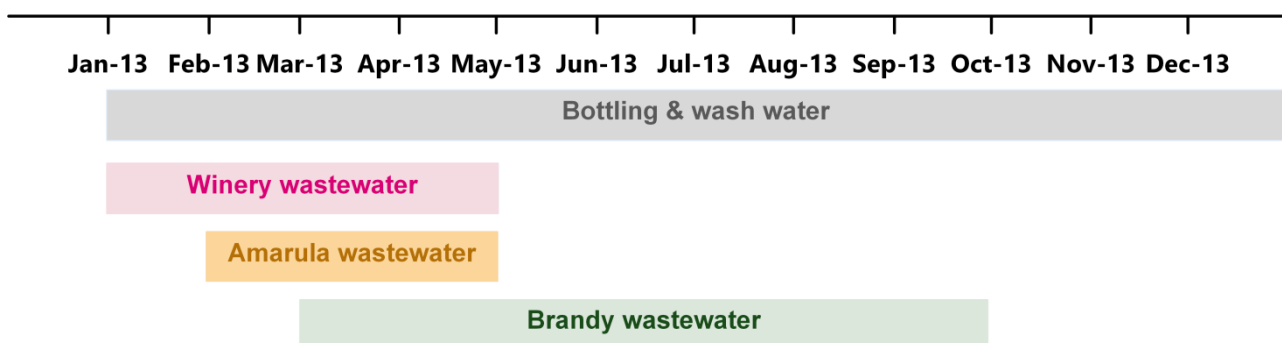 Jan-13 Feb-13 Mar-13 Apr-13 May-13 Jun-13 Jul-13 Aug-13 Sep-13 Oct-13 Nov-13 Dec-13
Bottling & wash water
Winery wastewater
Amarula wastewater
Brandy wastewater